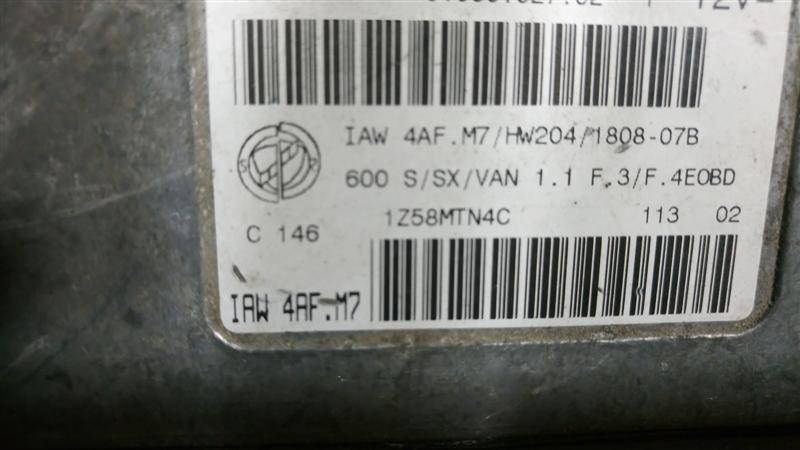 12V
IAW 4AF.M7/HW204/1808-07B
600 S/SX/VAN 1.1 F.3/F.4EOBD
1Z58MTN4C 113 02
C 146
IAW 4AF.M7